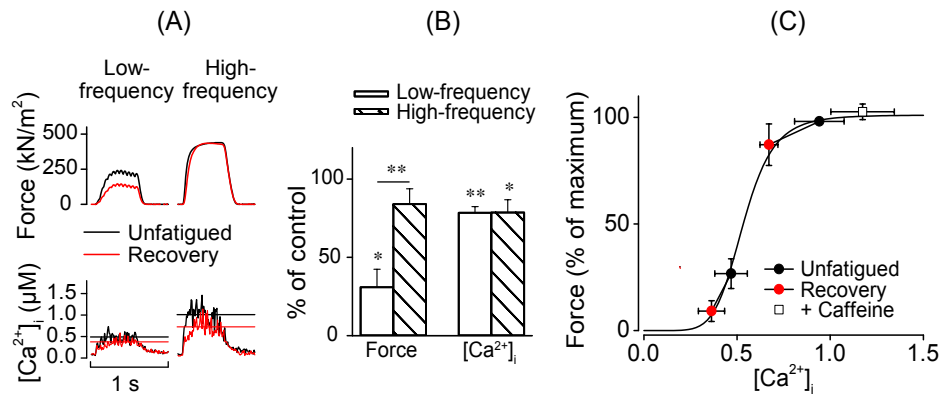 (A)
Low-
frequency
High-
frequency
Force (kN/m²)
500
250
0
Unfatigued
Recovery
[Ca²⁺]ᵢ (µM)
1.5
1.0
0.5
0.0
1 s
(B)
Low-frequency
High-frequency
% of control
100
50
0
*
**
**
**
*
Force
[Ca²⁺]ᵢ
(C)
Force (% of maximum)
100
50
0
Unfatigued
Recovery
+ Caffeine
0.0
0.5
1.0
1.5
[Ca²⁺]ᵢ